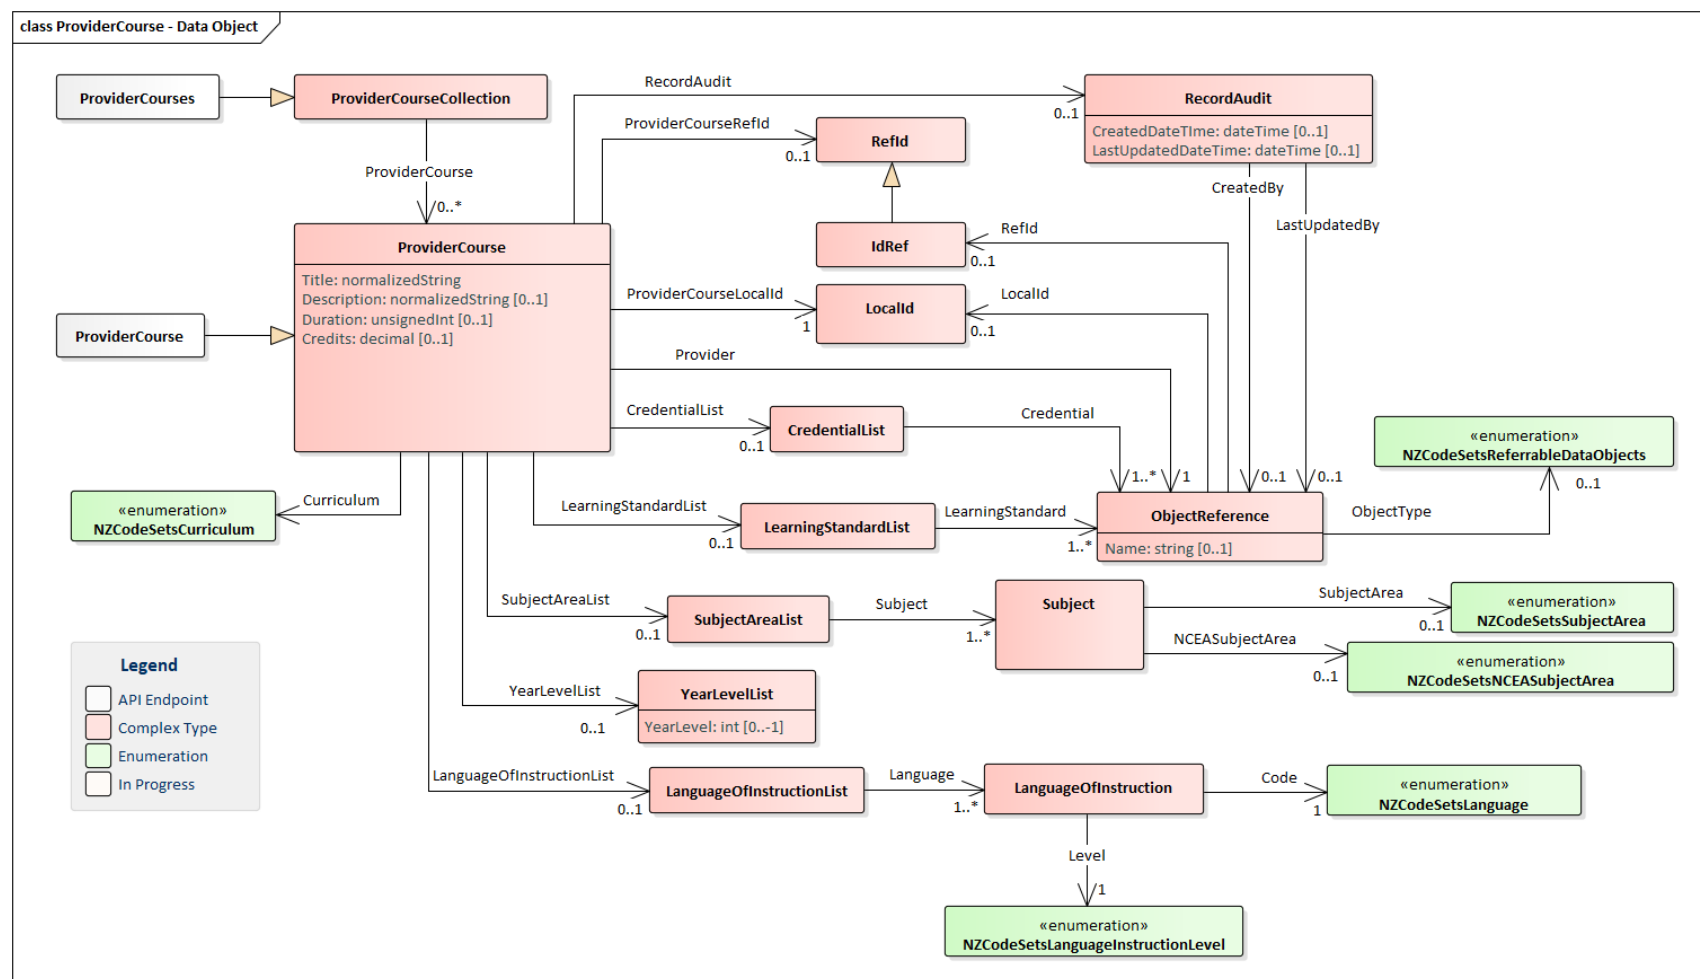 class ProviderCourse - Data Object
ProviderCourses
ProviderCourseCollection
RecordAudit
0..1
RecordAudit
CreatedDateTIme: dateTime [0..1]
LastUpdatedDateTime: dateTime [0..1]
ProviderCourseRefId
0..1
RefId
ProviderCourse
0..*
CreatedBy
LastUpdatedBy
ProviderCourse
Title: normalizedString
Description: normalizedString [0..1]
Duration: unsignedInt [0..1]
Credits: decimal [0..1]
IdRef
RefId
0..1
ProviderCourseLocalId
1
LocalId
LocalId
0..1
ProviderCourse
Provider
CredentialList
0..1
CredentialList
Credential
1..*
1
0..1
0..1
«enumeration»
NZCodeSetsReferrableDataObjects
0..1
ObjectType
«enumeration»
NZCodeSetsCurriculum
Curriculum
LearningStandardList
0..1
LearningStandardList
LearningStandard
1..*
ObjectReference
Name: string [0..1]
SubjectAreaList
0..1
SubjectAreaList
Subject
1..*
Subject
SubjectArea
0..1
«enumeration»
NZCodeSetsSubjectArea
NCEASubjectArea
0..1
«enumeration»
NZCodeSetsNCEASubjectArea
Legend
API Endpoint
Complex Type
Enumeration
In Progress
YearLevelList
0..1
YearLevelList
YearLevel: int [0..-1]
LanguageOfInstructionList
0..1
LanguageOfInstructionList
Language
1..*
LanguageOfInstruction
Code
1
«enumeration»
NZCodeSetsLanguage
Level
1
«enumeration»
NZCodeSetsLanguageInstructionLevel